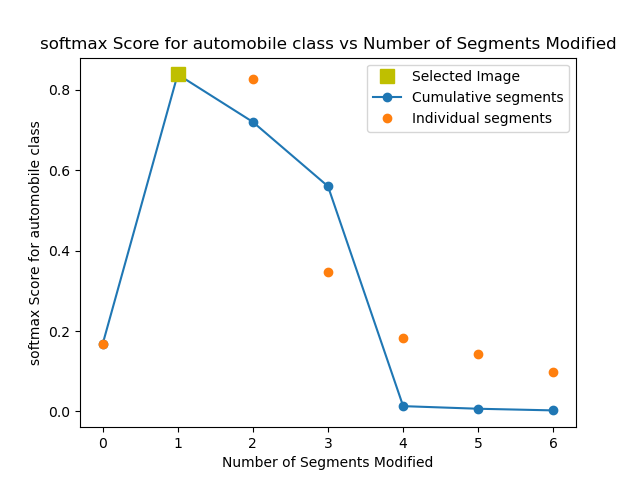 softmax Score for automobile class vs Number of Segments Modified
Selected Image
Cumulative segments
Individual segments
softmax Score for automobile class
0.8
0.6
0.4
0.2
0.0
0 1 2 3 4 5 6
Number of Segments Modified